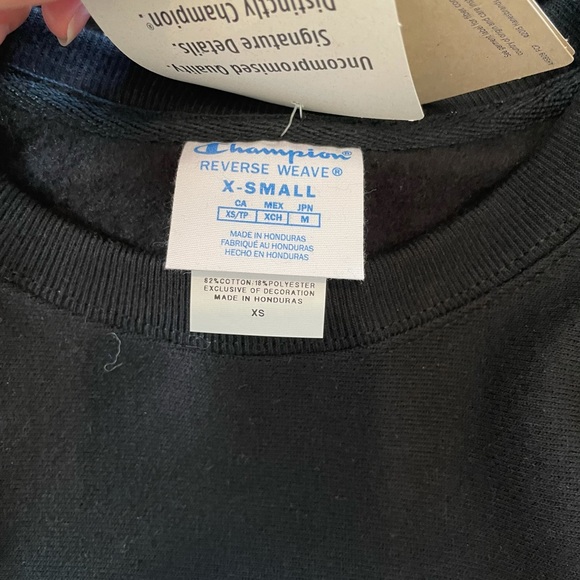 Uncompromised Quality.
Signature Details.
Distinctly Champion®.
Champion®
REVERSE WEAVE®
X-SMALL
CA MEX JPN
XS/TP XCH M
MADE IN HONDURAS
FABRIQUÉ AU HONDURAS
HECHO EN HONDURAS
82%COTTON/18%POLYESTER
EXCLUSIVE OF DECORATION
MADE IN HONDURAS
XS